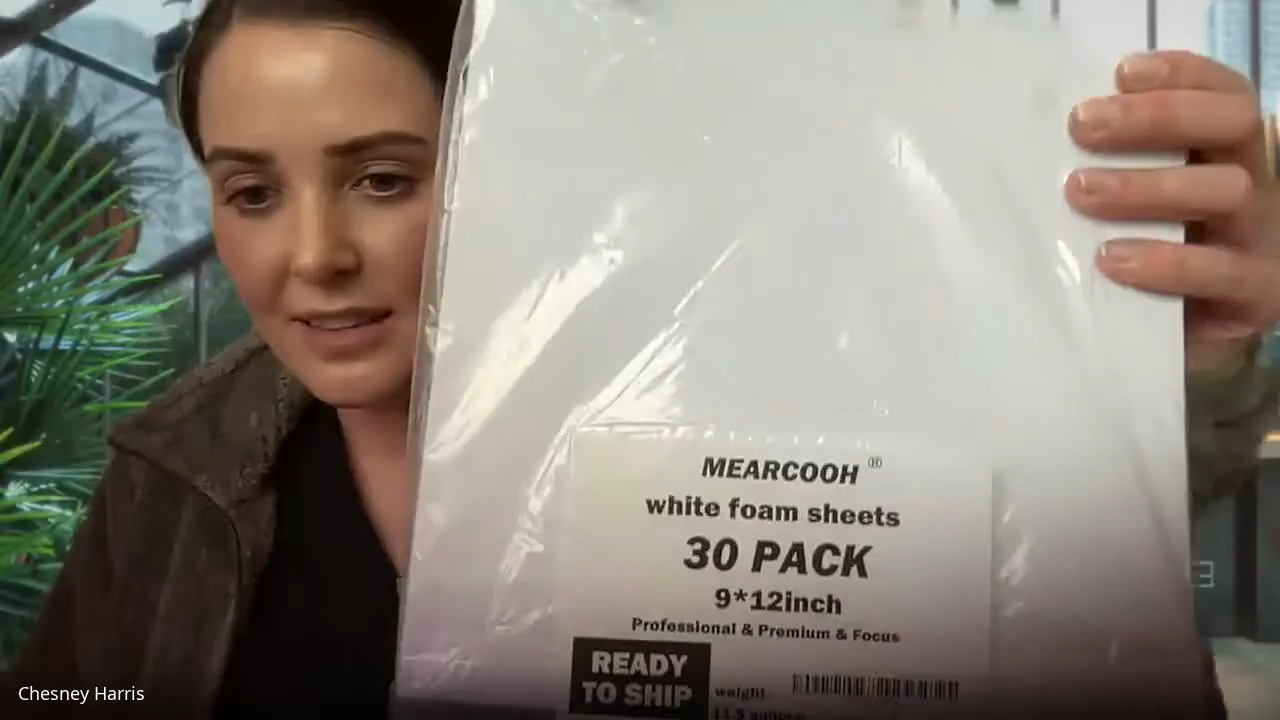 MEARCOOH ®
white foam sheets
30 PACK
9*12inch
Professional & Premium & Focus
READY
TO SHIP
weight
Chesney Harris